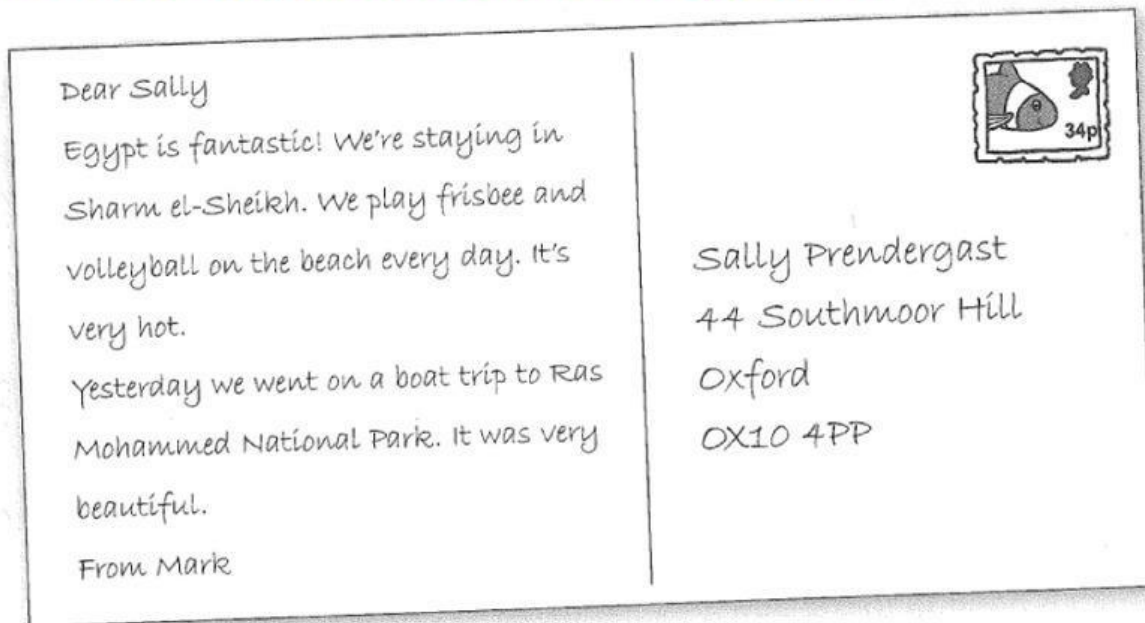 Dear Sally
Egypt is fantastic! We're staying in
Sharm el-Sheikh. We play frisbee and
volleyball on the beach every day. It's
very hot.
Yesterday we went on a boat trip to Ras
Mohammed National Park. It was very
beautiful.
From Mark
34p
Sally Prendergast
44 Southmoor Hill
Oxford
OX10 4PP